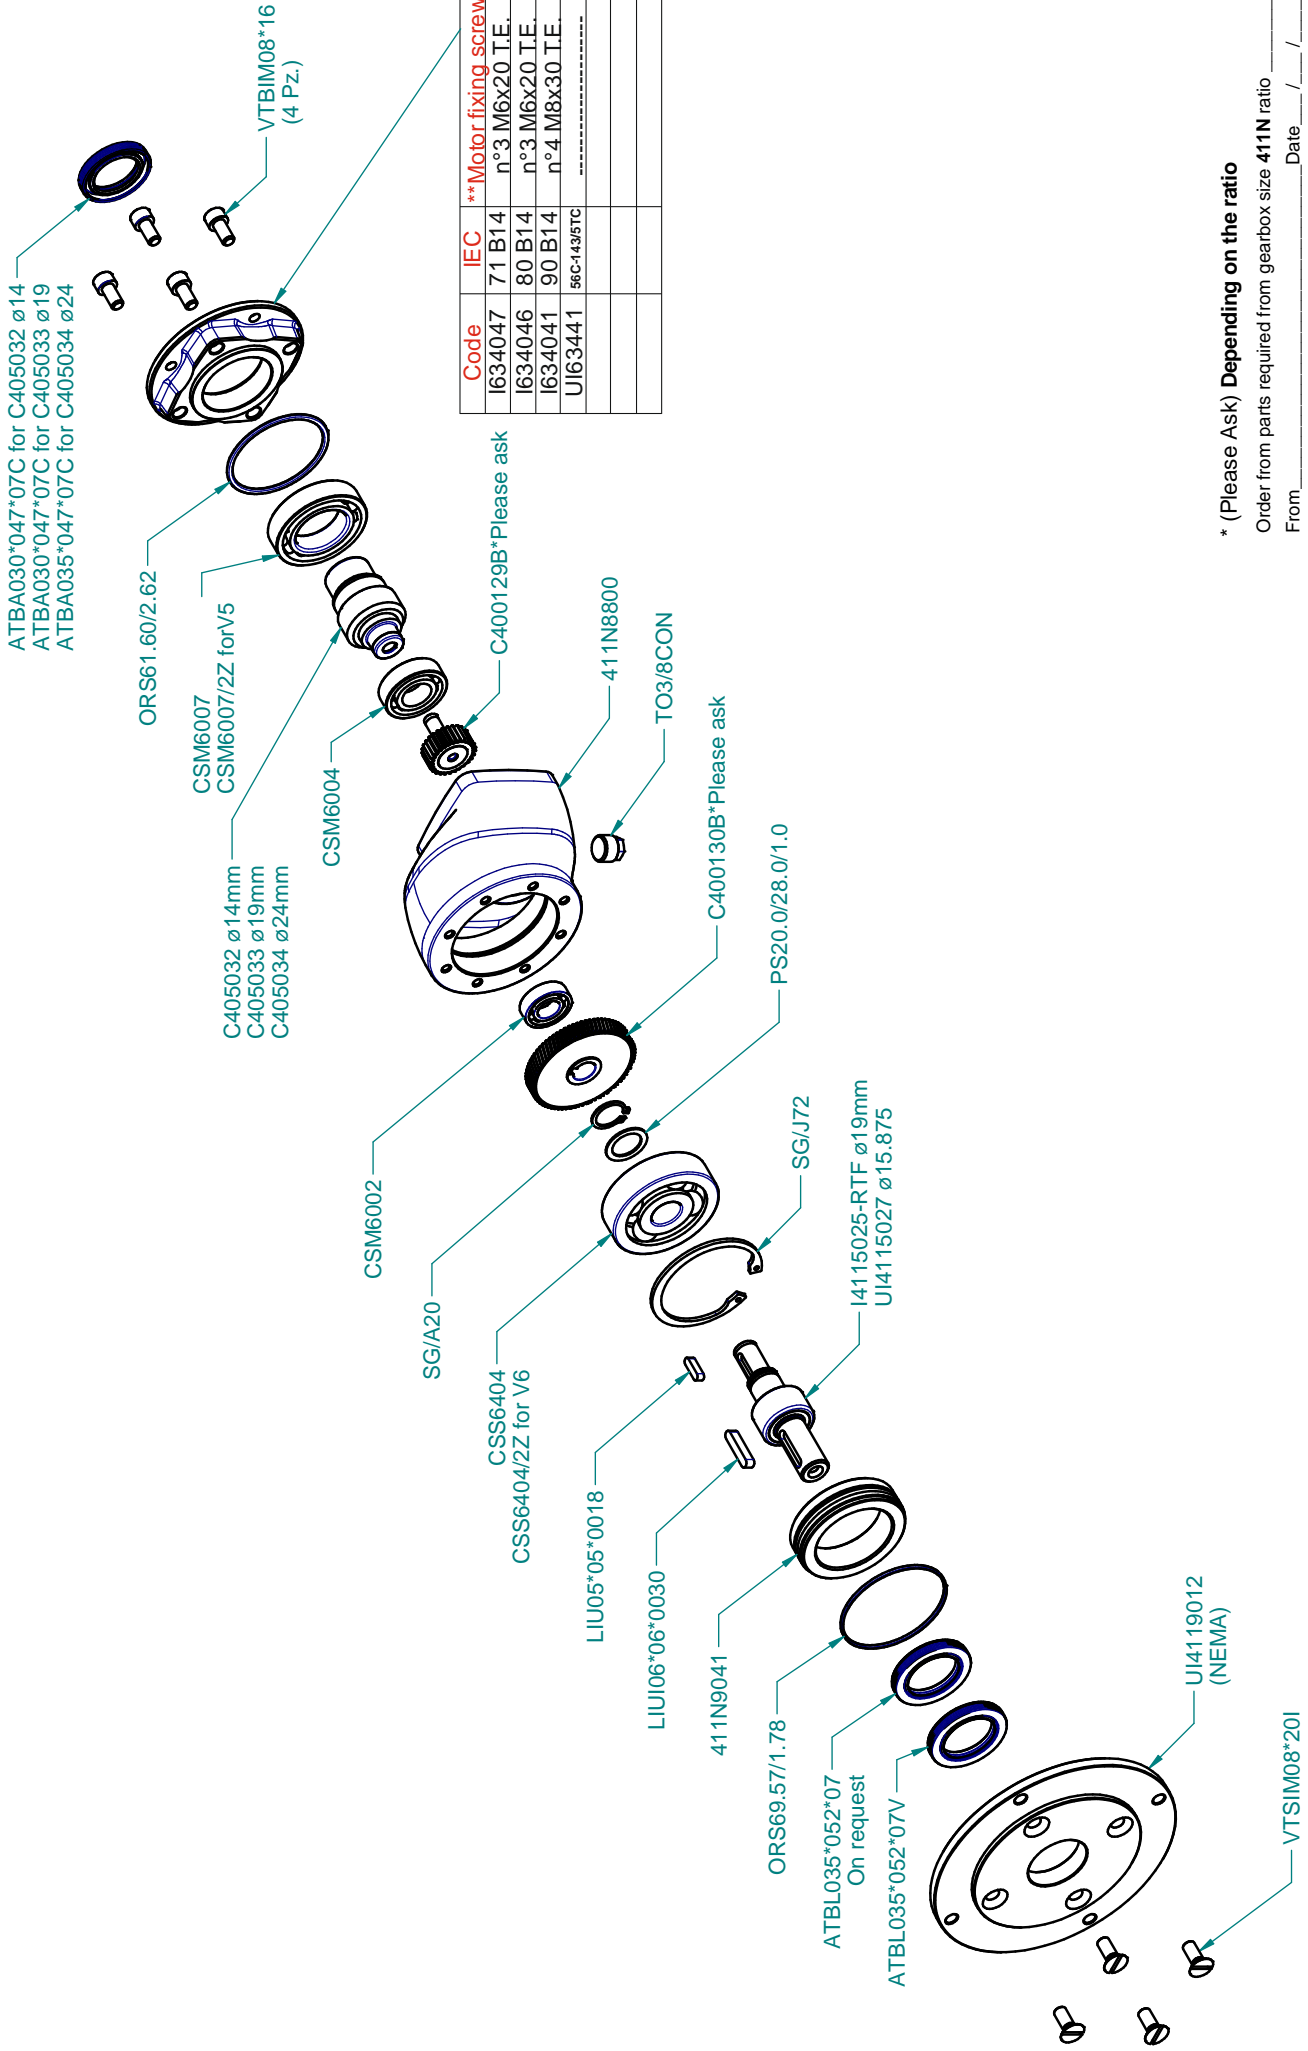 ATBA030*047*07C for C405032 ø14
ATBA030*047*07C for C405033 ø19
ATBA035*047*07C for C405034 ø24
VTBIM08*16
(4 Pz.)
ORS61.60/2.62
CSM6007
CSM6007/2Z forV5
C405032 ø14mm
C405033 ø19mm
C405034 ø24mm
CSM6004
C400129B*Please ask
411N8800
TO3/8CON
C400130B*Please ask
PS20.0/28.0/1.0
CSM6002
SG/A20
CSS6404
CSS6404/2Z for V6
SG/J72
I4115025-RTF ø19mm
UI4115027 ø15.875
LIU05*05*0018
LIUI06*06*0030
411N9041
ORS69.57/1.78
ATBL035*052*07
On request
ATBL035*052*07V
UI4119012
(NEMA)
VTSIM08*20I
Code IEC **Motor fixing screw
I634047 71 B14 n°3 M6x20 T.E.
I634046 80 B14 n°3 M6x20 T.E.
I634041 90 B14 n°4 M8x30 T.E.
UI63441 56C-143/5TC --------------------
* (Please Ask) Depending on the ratio
Order from parts required from gearbox size 411N ratio ______
From______________________________ Date___/___/___